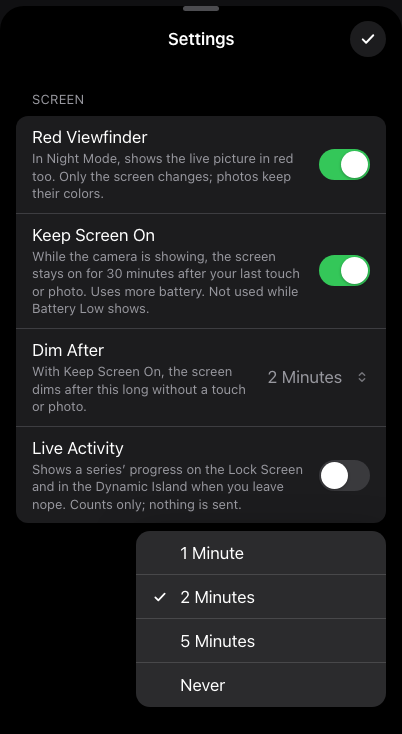 Settings
SCREEN
Red Viewfinder
In Night Mode, shows the live picture in red
too. Only the screen changes; photos keep
their colors.
Keep Screen On
While the camera is showing, the screen
stays on for 30 minutes after your last touch
or photo. Uses more battery. Not used while
Battery Low shows.
Dim After
With Keep Screen On, the screen
dims after this long without a touch
or photo.
2 Minutes
Live Activity
Shows a series’ progress on the Lock Screen
and in the Dynamic Island when you leave
nope. Counts only; nothing is sent.
1 Minute
2 Minutes
5 Minutes
Never